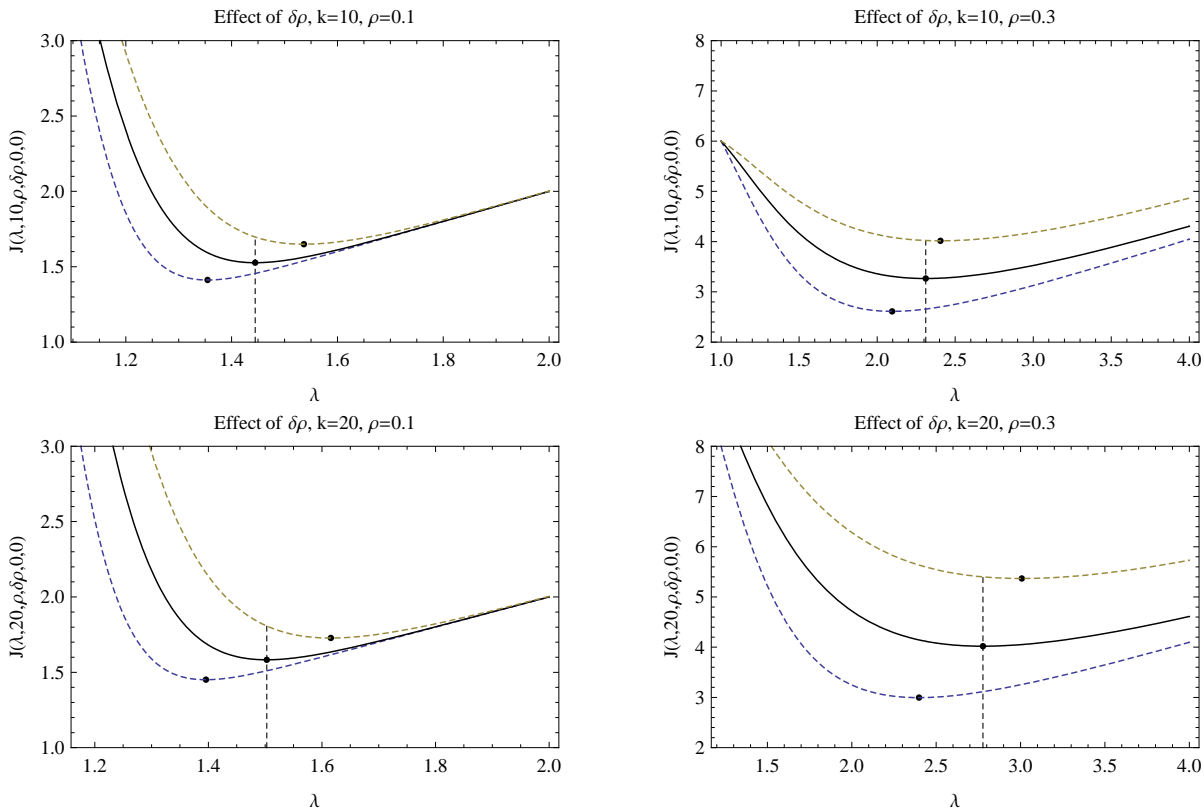 Effect of δρ, k=10, ρ=0.1
J(λ,10,ρ,δρ,0,0)
3.0
2.5
2.0
1.5
1.0
1.2 1.4 1.6 1.8 2.0
λ
Effect of δρ, k=10, ρ=0.3
J(λ,10,ρ,δρ,0,0)
8
7
6
5
4
3
2
1.0 1.5 2.0 2.5 3.0 3.5 4.0
λ
Effect of δρ, k=20, ρ=0.1
J(λ,20,ρ,δρ,0,0)
3.0
2.5
2.0
1.5
1.0
1.2 1.4 1.6 1.8 2.0
λ
Effect of δρ, k=20, ρ=0.3
J(λ,20,ρ,δρ,0,0)
8
7
6
5
4
3
2
1.5 2.0 2.5 3.0 3.5 4.0
λ